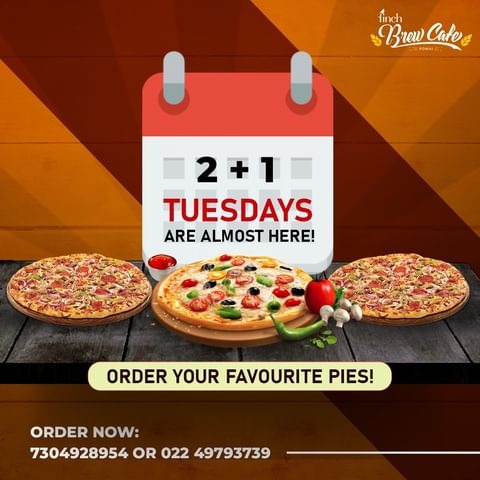 finch
Brew Cafe
POWAI
2 + 1
TUESDAYS
ARE ALMOST HERE!
ORDER YOUR FAVOURITE PIES!
ORDER NOW:
7304928954 OR 022 49793739